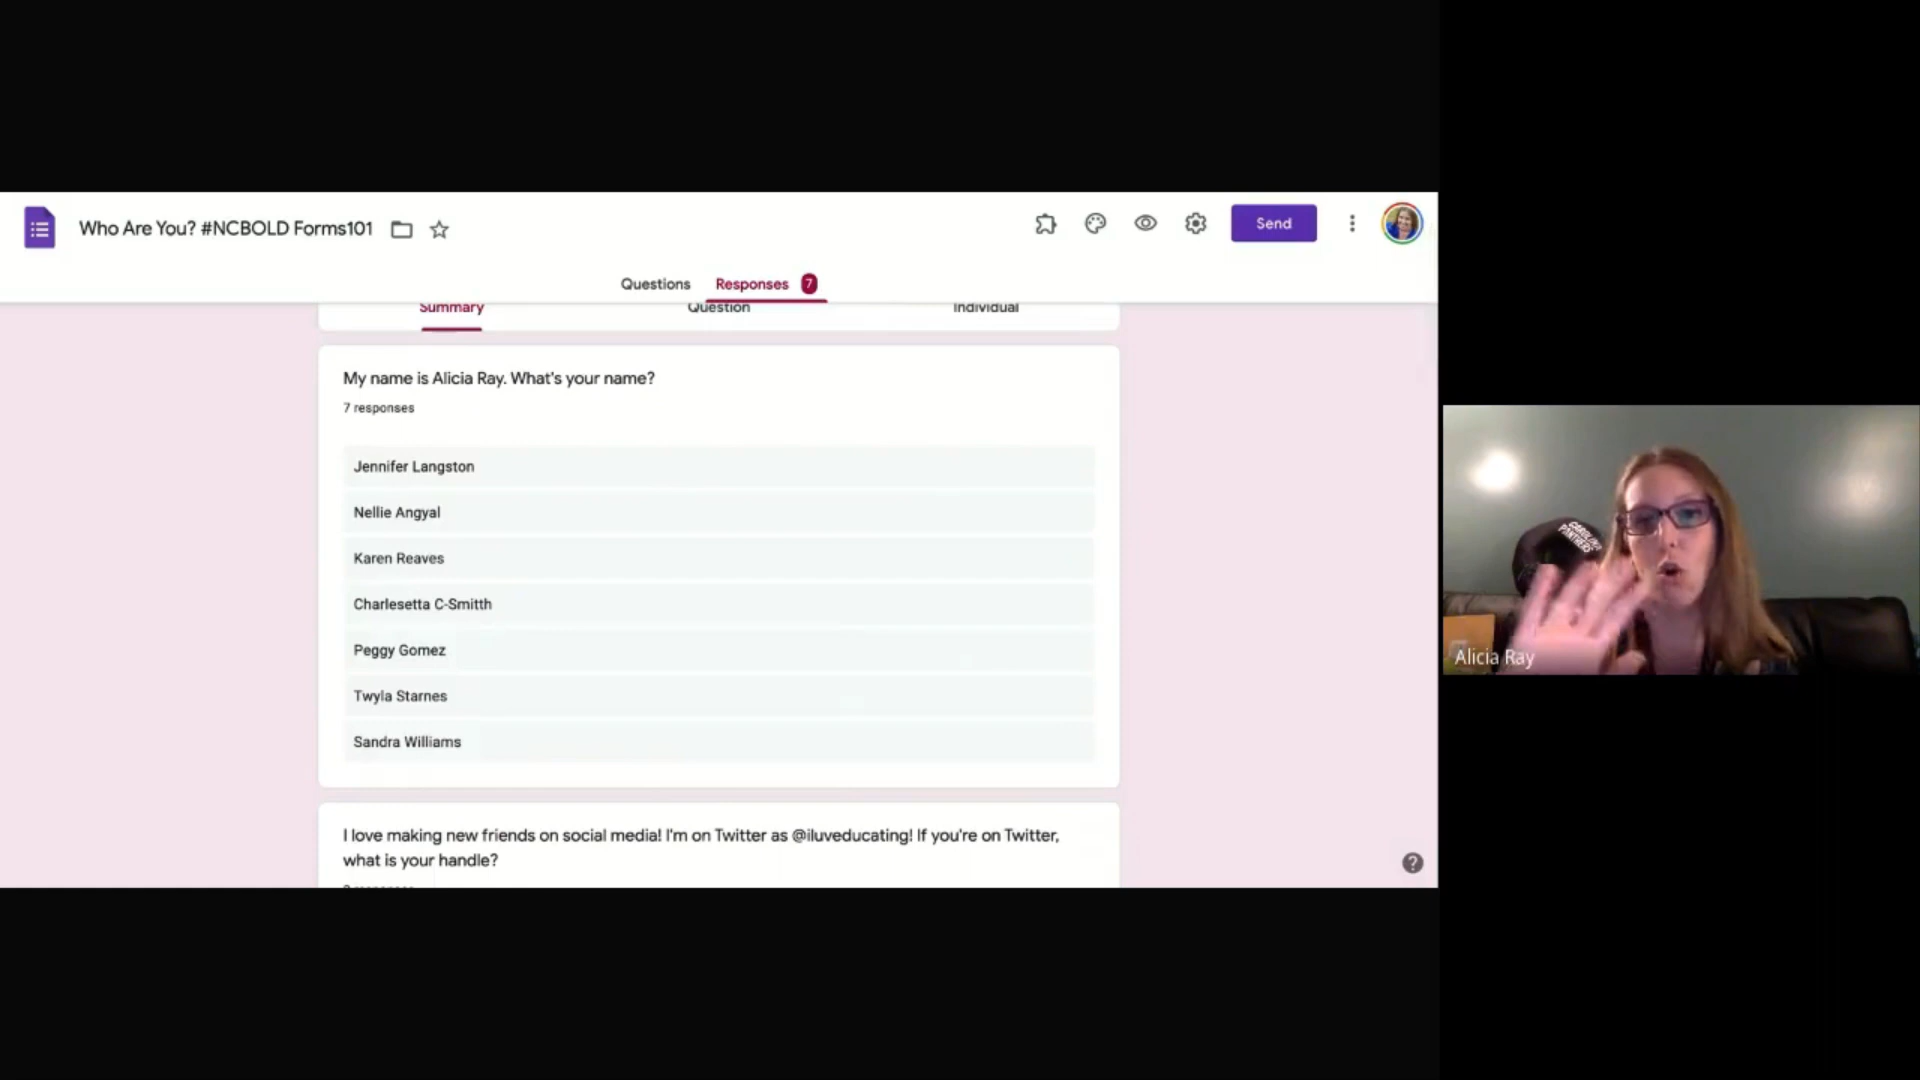 Who Are You? #NCBOLD Forms101
Send
Questions
Responses 7
Summary
Question
Individual
My name is Alicia Ray. What's your name?
7 responses
Jennifer Langston
Nellie Angyal
Karen Reaves
Charlesetta C-Smitth
Peggy Gomez
Twyla Starnes
Sandra Williams
I love making new friends on social media! I'm on Twitter as @iluveducating! If you're on Twitter,
what is your handle?
CAROLINA
PANTHERS
Alicia Ray